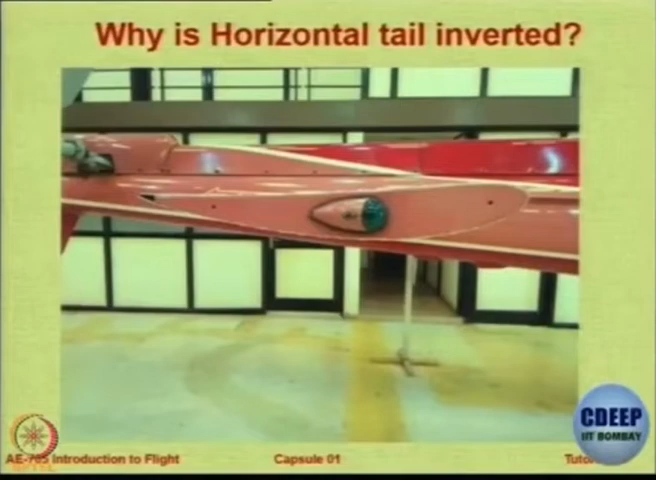 Why is Horizontal tail inverted?
CDEEP
IIT BOMBAY
AE-705 Introduction to Flight
Capsule 01